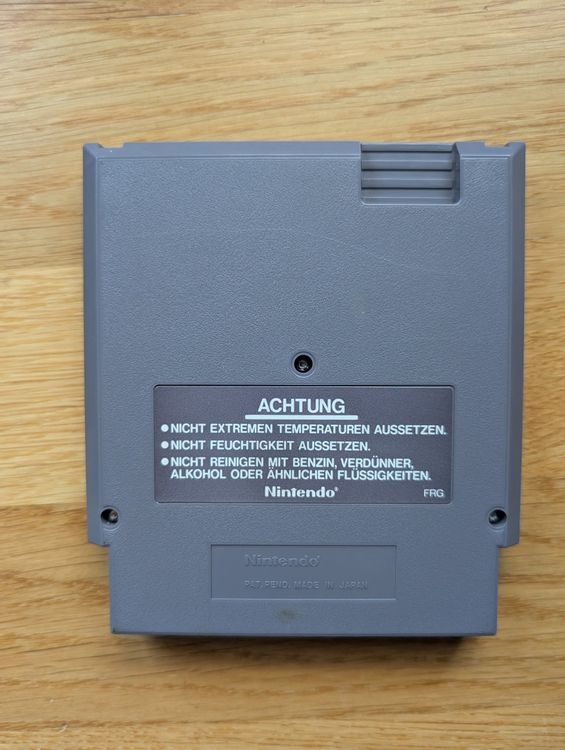 ACHTUNG
● NICHT EXTREMEN TEMPERATUREN AUSSETZEN.
● NICHT FEUCHTIGKEIT AUSSETZEN.
● NICHT REINIGEN MIT BENZIN, VERDÜNNER,
ALKOHOL ODER ÄHNLICHEN FLÜSSIGKEITEN.
Nintendo®
FRG
Nintendo®
PAT. PEND. MADE IN JAPAN